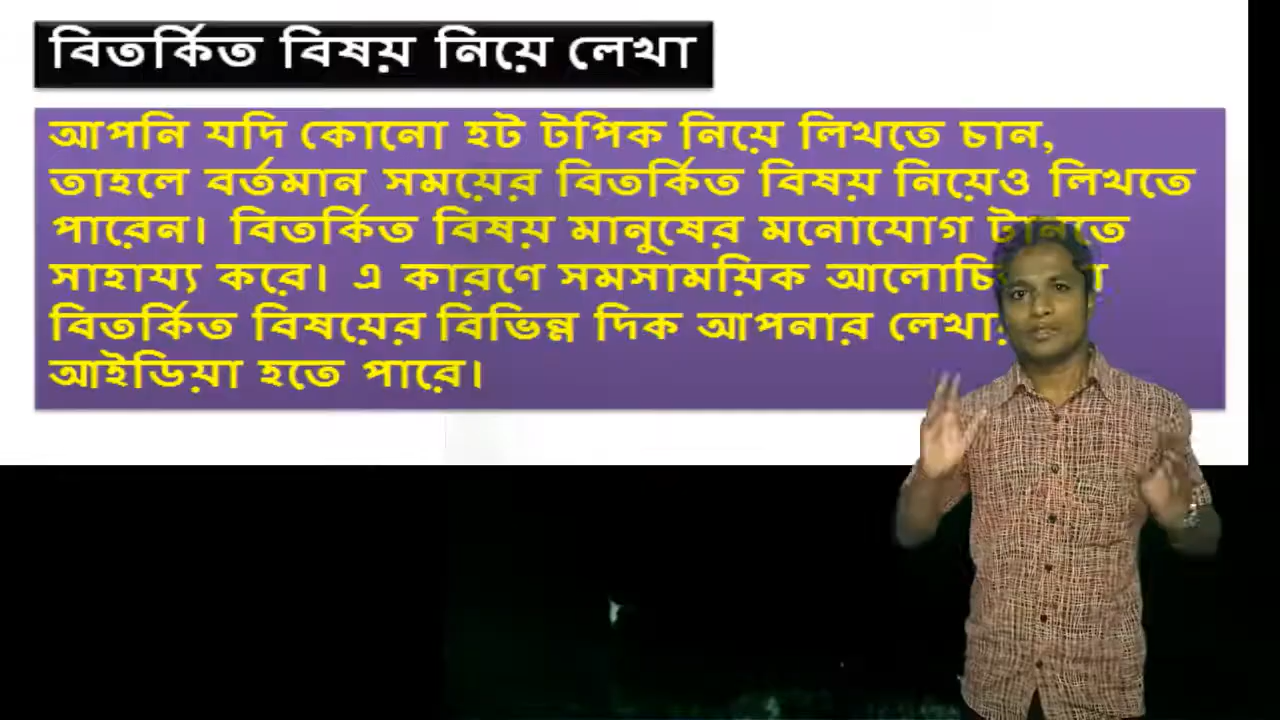 বিতর্কিত বিষয় নিয়ে লেখা
আপনি যদি কোনো হট টপিক নিয়ে লিখতে চান,
তাহলে বর্তমান সময়ের বিতর্কিত বিষয় নিয়েও লিখতে
পারেন। বিতর্কিত বিষয় মানুষের মনোযোগ টানতে
সাহায্য করে। এ কারণে সমসাময়িক
বিতর্কিত বিষয়ের বিভিন্ন দিক আপনার
আইডিয়া হতে পারে।